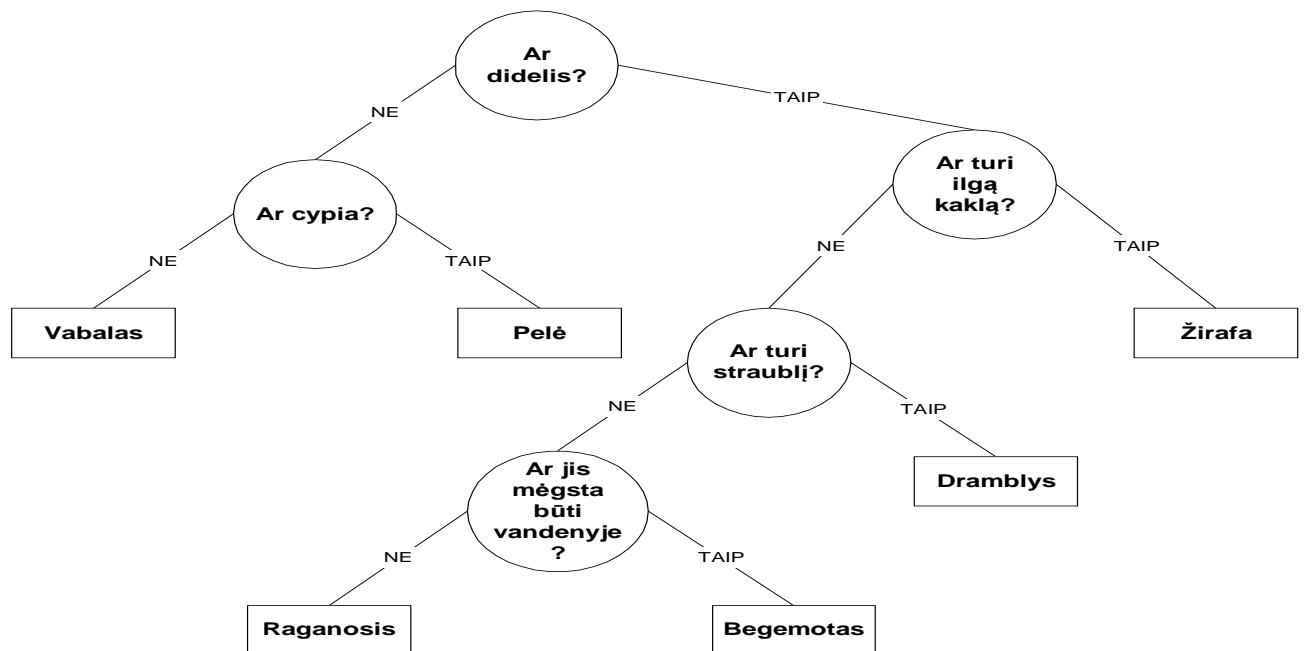 Ar
didelis?
NE
TAIP
Ar cypia?
Ar turi
ilgą
kaklą?
NE
TAIP
NE
TAIP
Vabalas
Pelė
Žirafa
Ar turi
straublį?
NE
TAIP
Ar jis
mėgsta
būti
vandenyje
?
Dramblys
NE
TAIP
Raganosis
Begemotas